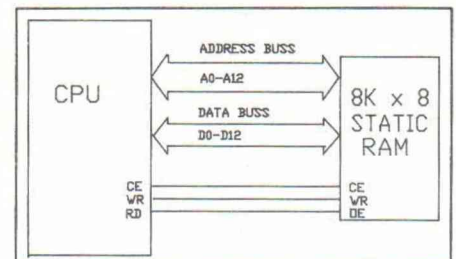 ADDRESS BUSS
A0-A12
CPU
DATA BUSS
D0-D12
8K x 8
STATIC
RAM
CE
WR
RD
CE
WR
OE